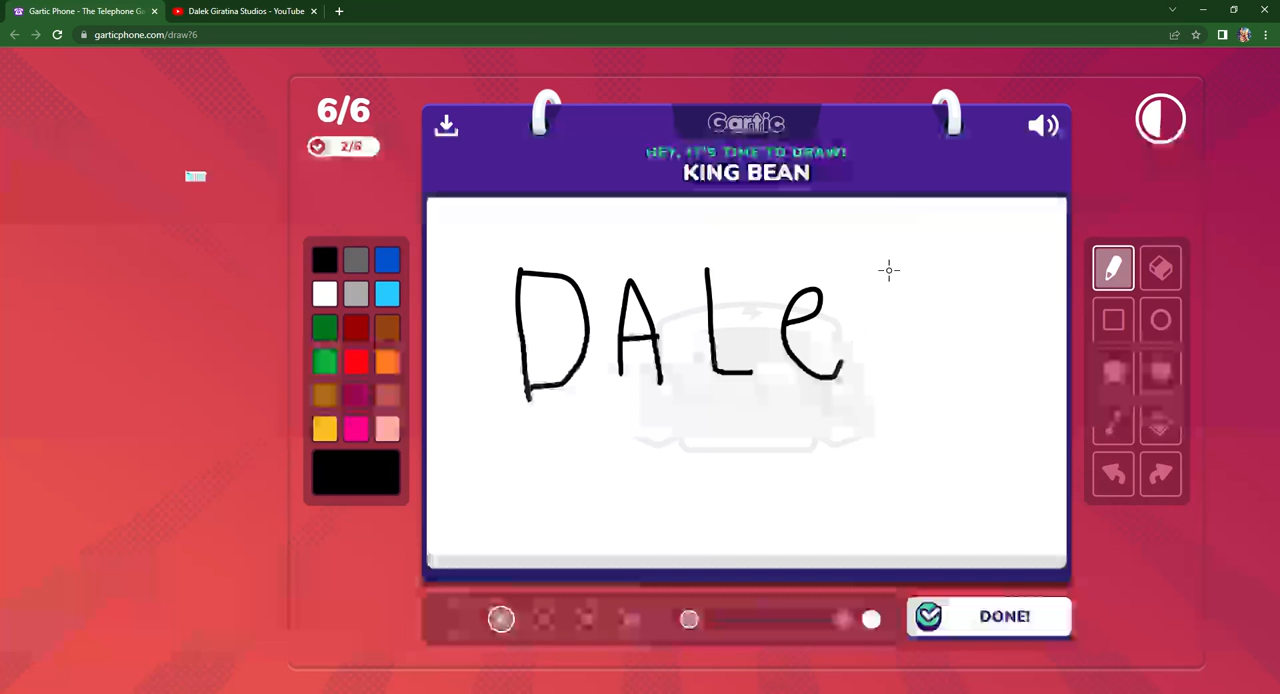 Gartic Phone - The Telephone Ga
Dalek Giratina Studios - YouTube
garticphone.com/draw?6
6/6
2/6
Gartic
HEY, IT'S TIME TO DRAW!
KING BEAN
DALe
DONE!